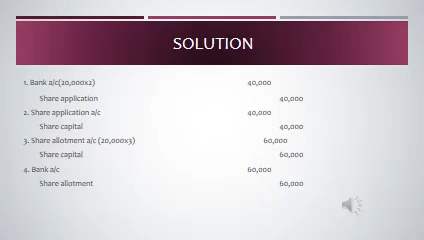 SOLUTION
1. Bank a/c(20,000x2) 40,000
Share application 40,000
2. Share application a/c 40,000
Share capital 40,000
3. Share allotment a/c (20,000x3) 60,000
Share capital 60,000
4. Bank a/c 60,000
Share allotment 60,000